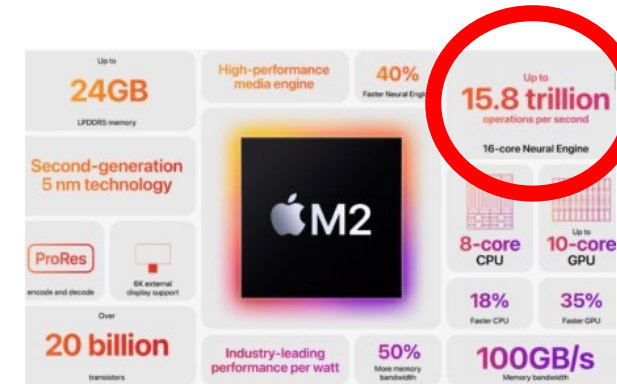 Up to
24GB
LPDDR5 memory
High-performance
media engine
40%
Faster Neural Engin
Up to
15.8 trillion
operations per second
16-core Neural Engine
Second-generation
5 nm technology
M2
ProRes
encode and decode
6K external
display support
8-core
CPU
Up to
10-core
GPU
18%
Faster CPU
35%
Faster GPU
Over
20 billion
transistors
Industry-leading
performance per watt
50%
More memory
bandwidth
100GB/s
Memory bandwidth